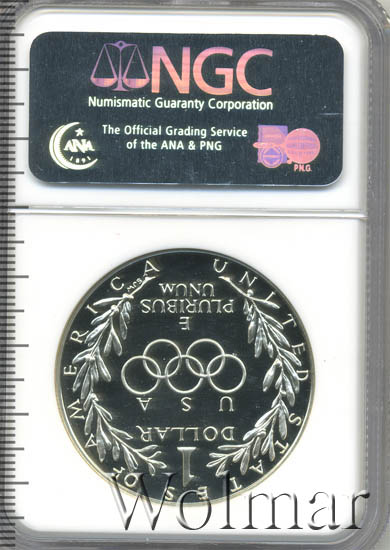 NGC
Numismatic Guaranty Corporation
The Official Grading Service
of the ANA & PNG
ANA
1891
P.N.G.
UNITED STATES OF AMERICA
1
DOLLAR
USA
E
PLURIBUS
UNUM
Wolmar